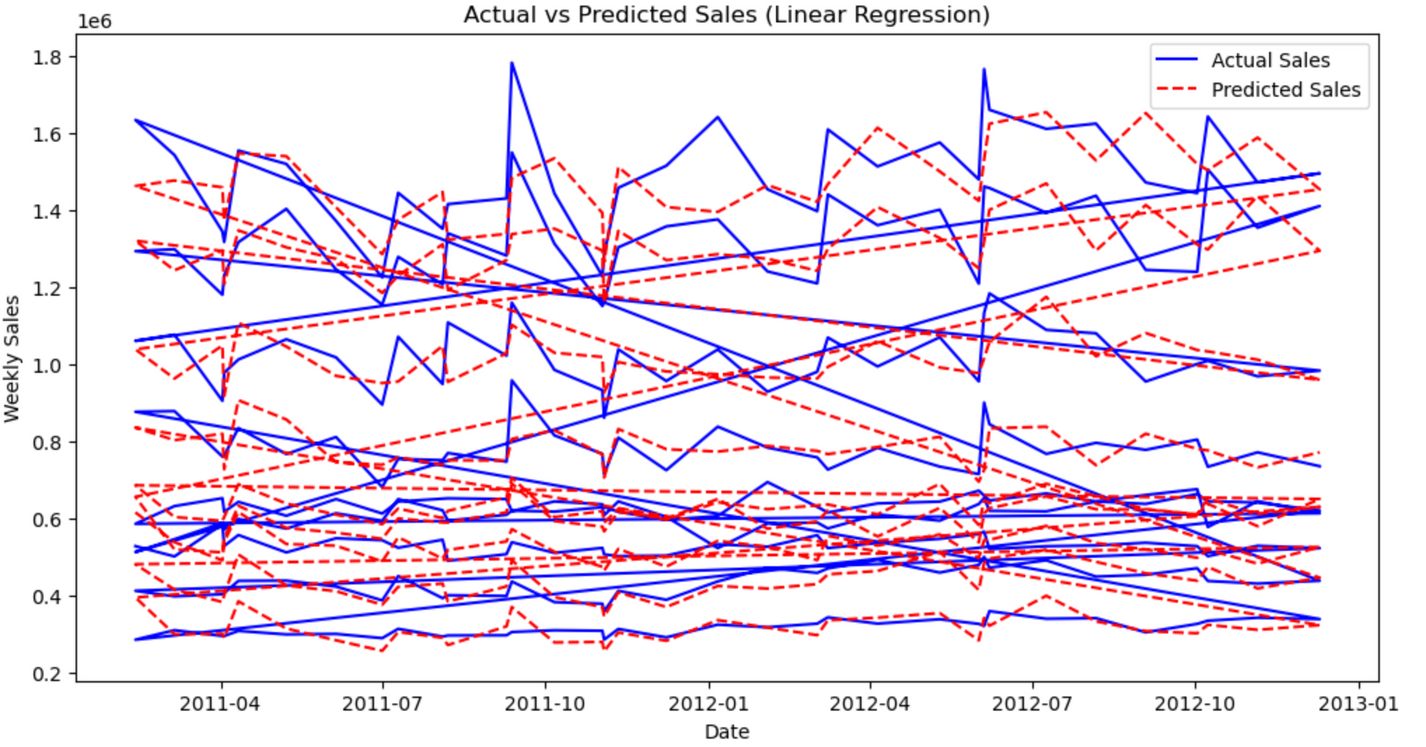 Actual vs Predicted Sales (Linear Regression)
1e6
Actual Sales
Predicted Sales
1.8
1.6
1.4
1.2
1.0
0.8
0.6
0.4
0.2
Weekly Sales
2011-04 2011-07 2011-10 2012-01 2012-04 2012-07 2012-10 2013-01
Date